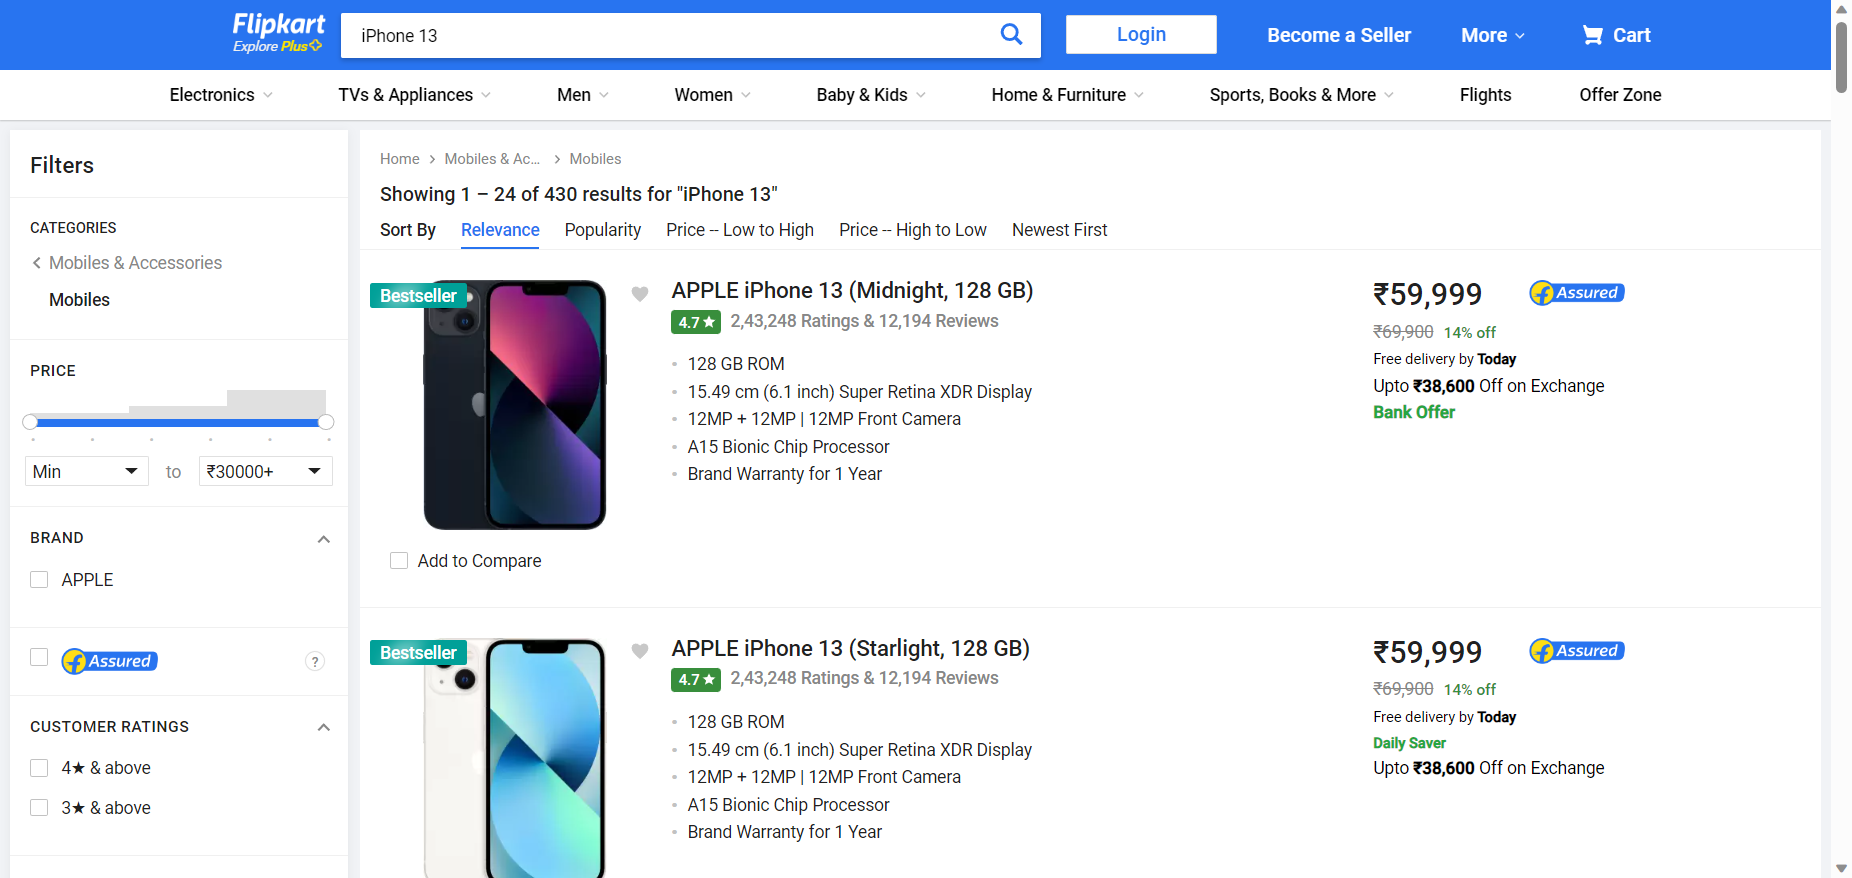 Flipkart
Explore Plus
iPhone 13
Login
Become a Seller
More
Cart
Electronics
TVs & Appliances
Men
Women
Baby & Kids
Home & Furniture
Sports, Books & More
Flights
Offer Zone
Filters
CATEGORIES
Mobiles & Accessories
Mobiles
PRICE
Min
to
₹30000+
BRAND
APPLE
Assured
?
CUSTOMER RATINGS
4★ & above
3★ & above
Home
Mobiles & Ac...
Mobiles
Showing 1 – 24 of 430 results for "iPhone 13"
Sort By
Relevance
Popularity
Price -- Low to High
Price -- High to Low
Newest First
Bestseller
APPLE iPhone 13 (Midnight, 128 GB)
4.7★
2,43,248 Ratings & 12,194 Reviews
128 GB ROM
15.49 cm (6.1 inch) Super Retina XDR Display
12MP + 12MP | 12MP Front Camera
A15 Bionic Chip Processor
Brand Warranty for 1 Year
₹59,999
Assured
₹69,900 14% off
Free delivery by Today
Upto ₹38,600 Off on Exchange
Bank Offer
Add to Compare
Bestseller
APPLE iPhone 13 (Starlight, 128 GB)
4.7★
2,43,248 Ratings & 12,194 Reviews
128 GB ROM
15.49 cm (6.1 inch) Super Retina XDR Display
12MP + 12MP | 12MP Front Camera
A15 Bionic Chip Processor
Brand Warranty for 1 Year
₹59,999
Assured
₹69,900 14% off
Free delivery by Today
Daily Saver
Upto ₹38,600 Off on Exchange